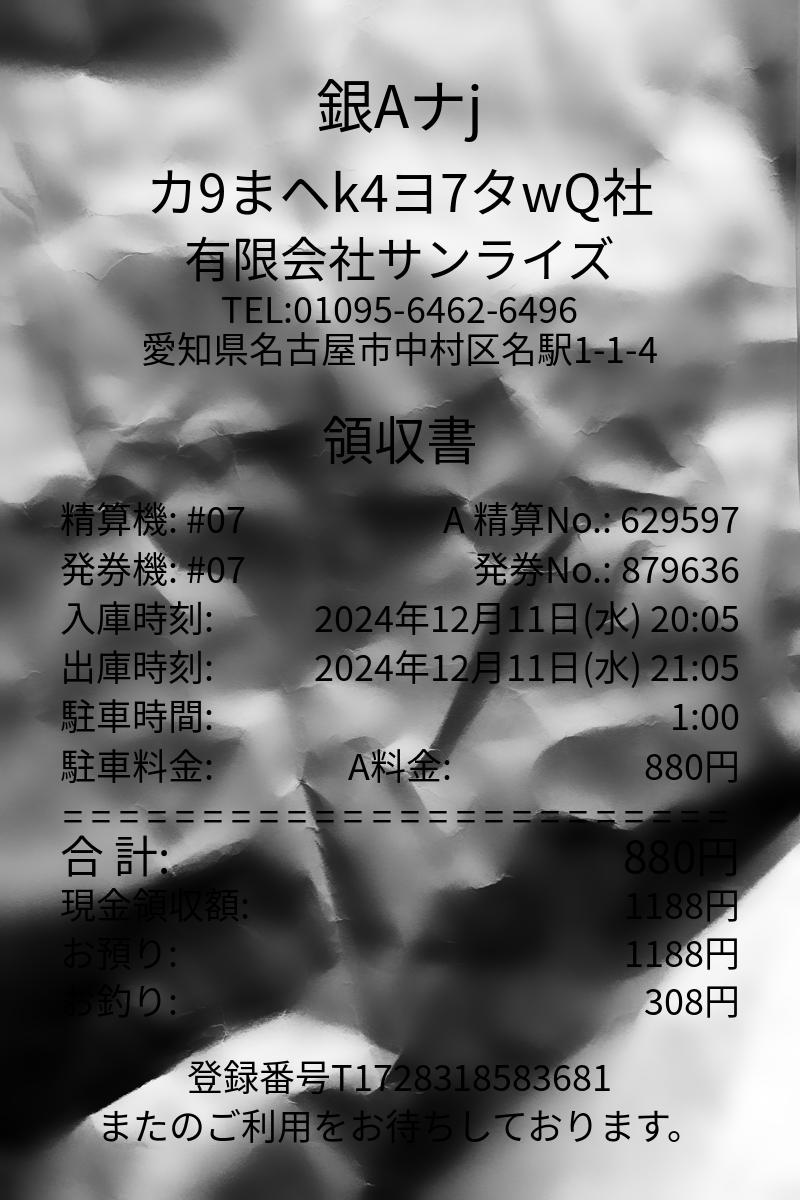 銀Aナj
カ9まヘk4ヨ7タwQ社
有限会社サンライズ
TEL:01095-6462-6496
愛知県名古屋市中村区名駅1-1-4
領収書
精算機: #07 A 精算No.: 629597
発券機: #07 発券No.: 879636
入庫時刻: 2024年12月11日(水) 20:05
出庫時刻: 2024年12月11日(水) 21:05
駐車時間: 1:00
駐車料金: A料金: 880円
========================
合 計: 880円
現金領収額: 1188円
お預り: 1188円
お釣り: 308円
登録番号T1728318583681
またのご利用をお待ちしております。